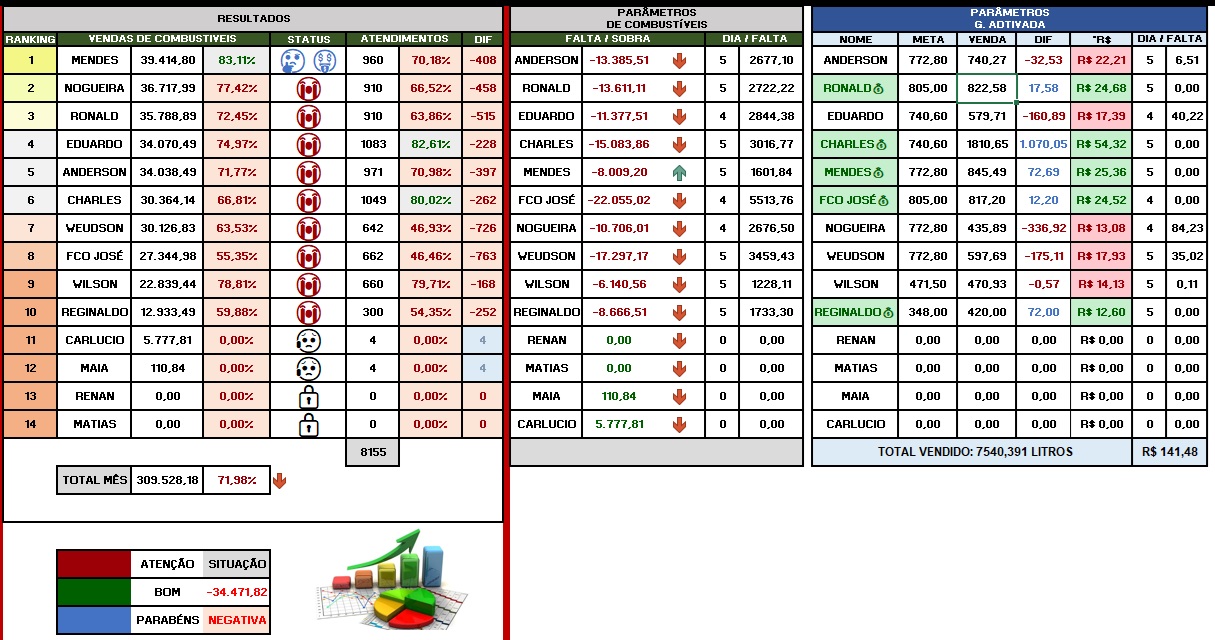 RESULTADOS
RANKING VENDAS DE COMBUSTIVEIS STATUS ATENDIMENTOS DIF
1 MENDES 39.414,80 83,11% 960 70,18% -408
2 NOGUEIRA 36.717,99 77,42% 910 66,52% -458
3 RONALD 35.788,89 72,45% 910 63,86% -515
4 EDUARDO 34.070,49 74,97% 1083 82,61% -228
5 ANDERSON 34.038,49 71,77% 971 70,98% -397
6 CHARLES 30.364,14 66,81% 1049 80,02% -262
7 WEUDSON 30.126,83 63,53% 642 46,93% -726
8 FCO JOSÉ 27.344,98 55,35% 662 46,46% -763
9 WILSON 22.839,44 78,81% 660 79,71% -168
10 REGINALDO 12.933,49 59,88% 300 54,35% -252
11 CARLUCIO 5.777,81 0,00% 4 0,00% 4
12 MAIA 110,84 0,00% 4 0,00% 4
13 RENAN 0,00 0,00% 0 0,00% 0
14 MATIAS 0,00 0,00% 0 0,00% 0
8155
TOTAL MÊS 309.528,18 71,98%
ATENÇÃO SITUAÇÃO
BOM -34.471,82
PARABÉNS NEGATIVA
PARÂMETROS
DE COMBUSTÍVEIS
FALTA / SOBRA DIA / FALTA
ANDERSON -13.385,51 5 2677,10
RONALD -13.611,11 5 2722,22
EDUARDO -11.377,51 4 2844,38
CHARLES -15.083,86 5 3016,77
MENDES -8.009,20 5 1601,84
FCO JOSÉ -22.055,02 4 5513,76
NOGUEIRA -10.706,01 4 2676,50
WEUDSON -17.297,17 5 3459,43
WILSON -6.140,56 5 1228,11
REGINALDO -8.666,51 5 1733,30
RENAN 0,00 0 0,00
MATIAS 0,00 0 0,00
MAIA 110,84 0 0,00
CARLUCIO 5.777,81 0 0,00
PARÂMETROS
G. ADTIVADA
NOME META VENDA DIF "R$ DIA / FALTA
ANDERSON 772,80 740,27 -32,53 R$ 22,21 5 6,51
RONALD 805,00 822,58 17,58 R$ 24,68 5 0,00
EDUARDO 740,60 579,71 -160,89 R$ 17,39 4 40,22
CHARLES 740,60 1810,65 1.070,05 R$ 54,32 5 0,00
MENDES 772,80 845,49 72,69 R$ 25,36 5 0,00
FCO JOSÉ 805,00 817,20 12,20 R$ 24,52 4 0,00
NOGUEIRA 772,80 435,89 -336,92 R$ 13,08 4 84,23
WEUDSON 772,80 597,69 -175,11 R$ 17,93 5 35,02
WILSON 471,50 470,93 -0,57 R$ 14,13 5 0,11
REGINALDO 348,00 420,00 72,00 R$ 12,60 5 0,00
RENAN 0,00 0,00 0,00 R$ 0,00 0 0,00
MATIAS 0,00 0,00 0,00 R$ 0,00 0 0,00
MAIA 0,00 0,00 0,00 R$ 0,00 0 0,00
CARLUCIO 0,00 0,00 0,00 R$ 0,00 0 0,00
TOTAL VENDIDO: 7540,391 LITROS R$ 141,48